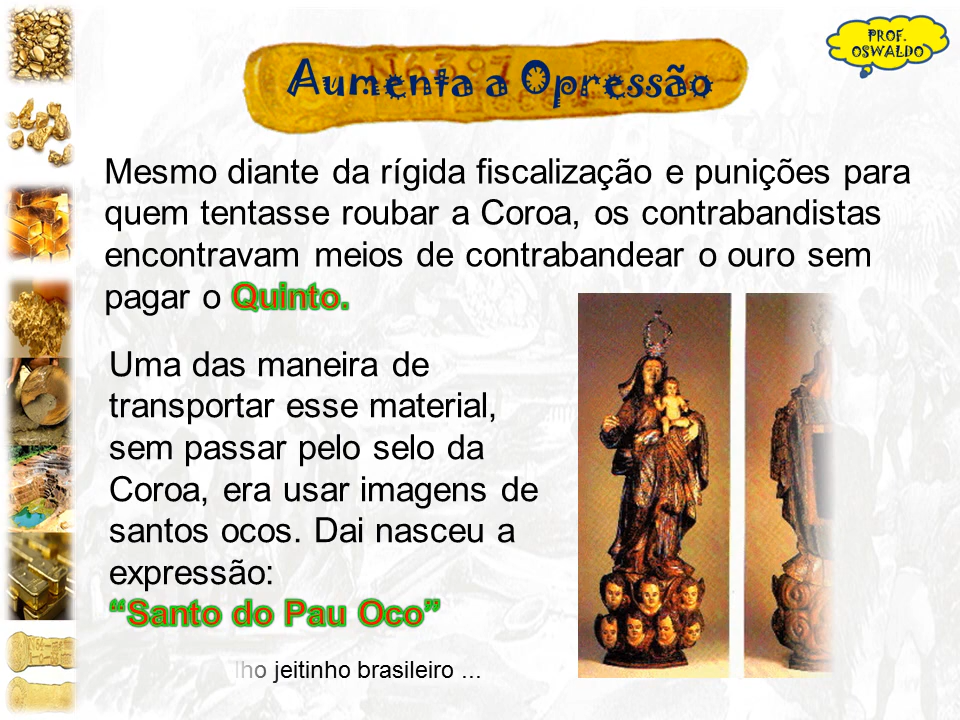 PROF.
OSWALDO
Aumenta a Opressão
Mesmo diante da rígida fiscalização e punições para
quem tentasse roubar a Coroa, os contrabandistas
encontravam meios de contrabandear o ouro sem
pagar o Quinto.
Uma das maneira de
transportar esse material,
sem passar pelo selo da
Coroa, era usar imagens de
santos ocos. Dai nasceu a
expressão:
“Santo do Pau Oco”
lho jeitinho brasileiro ...